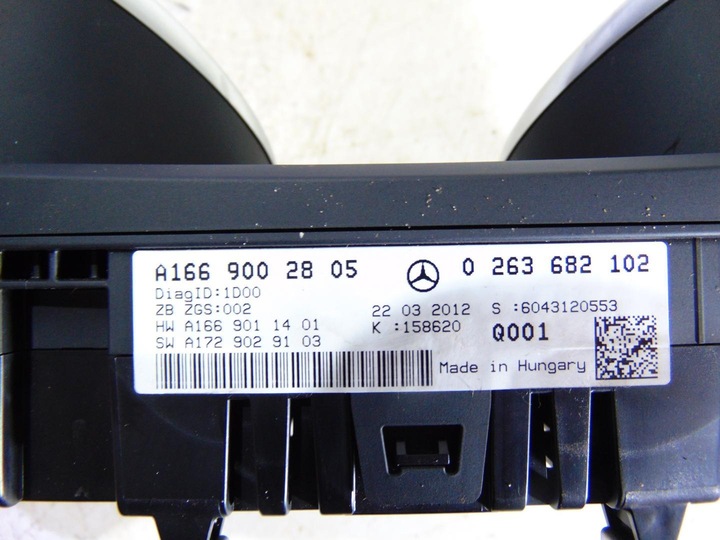 A166 900 28 05 0 263 682 102
DiagID:1D00
ZB ZGS:002 22 03 2012 S :6043120553
HW A166 901 14 01 K :158620 Q001
SW A172 902 91 03
Made in Hungary